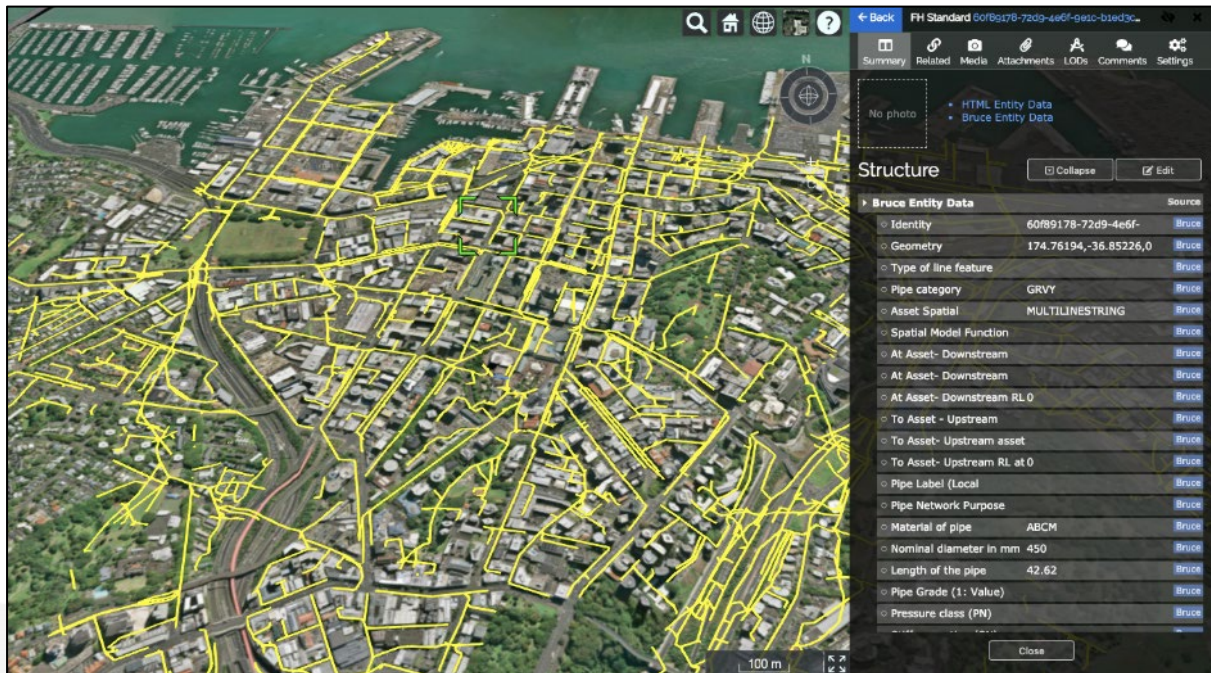 ?
N
100 m
Back
FH Standard 60f89178-72d9-4e6f-9e1c-b1ed3c...
Summary Related Media Attachments LODs Comments Settings
No photo
HTML Entity Data
Bruce Entity Data
Structure
Collapse
Edit
Bruce Entity Data Source
Identity 60f89178-72d9-4e6f- Bruce
Geometry 174.76194,-36.85226,0 Bruce
Type of line feature Bruce
Pipe category GRVY Bruce
Asset Spatial MULTILINESTRING Bruce
Spatial Model Function Bruce
At Asset- Downstream Bruce
At Asset- Downstream Bruce
At Asset- Downstream RL 0 Bruce
To Asset - Upstream Bruce
To Asset- Upstream asset Bruce
To Asset- Upstream RL at 0 Bruce
Pipe Label (Local Bruce
Pipe Network Purpose Bruce
Material of pipe ABCM Bruce
Nominal diameter in mm 450 Bruce
Length of the pipe 42.62 Bruce
Pipe Grade (1: Value) Bruce
Pressure class (PN) Bruce
Close